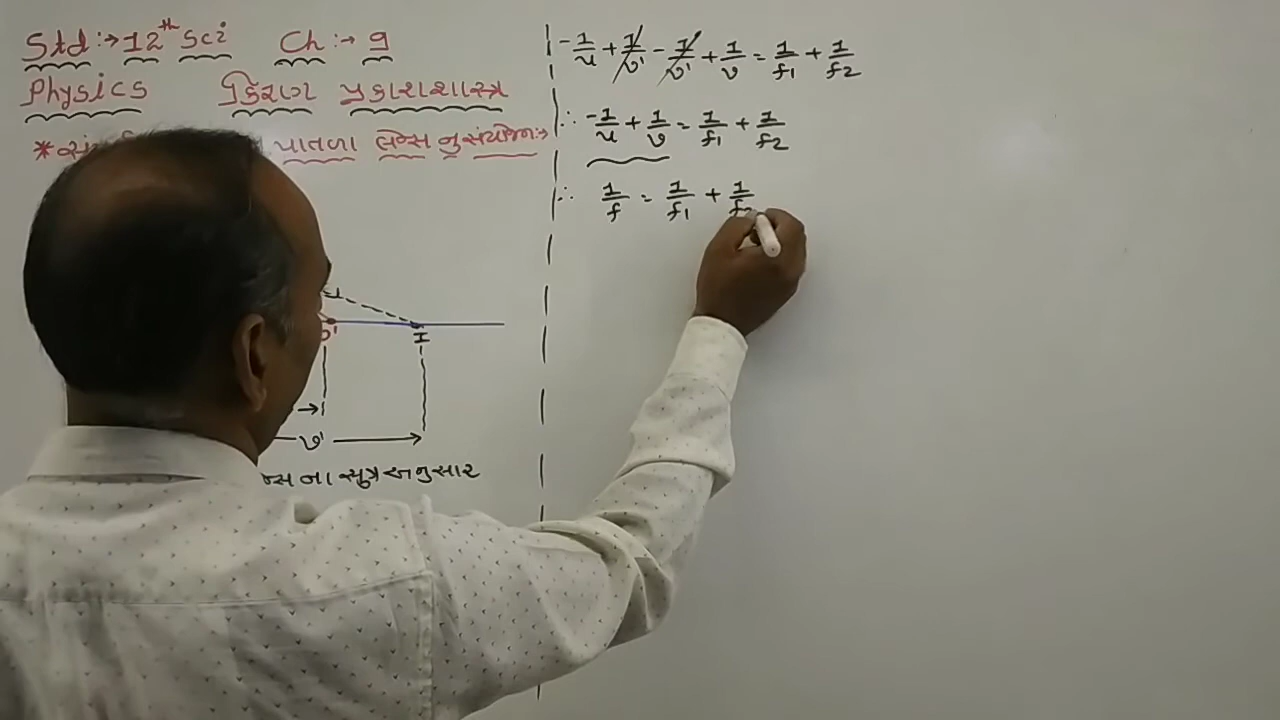 Std :→ 12th Sci Ch :→ 9
Physics કિરણ પ્રકાશશાસ્ત્ર
* પાતળા લેન્સ નુ સંયોજન :→
O'
I
v'
ના સુત્ર અનુસાર
-1/u + 1/v' - 1/v' + 1/v = 1/f1 + 1/f2
∴ -1/u + 1/v = 1/f1 + 1/f2
∴ 1/f = 1/f1 + 1/f2